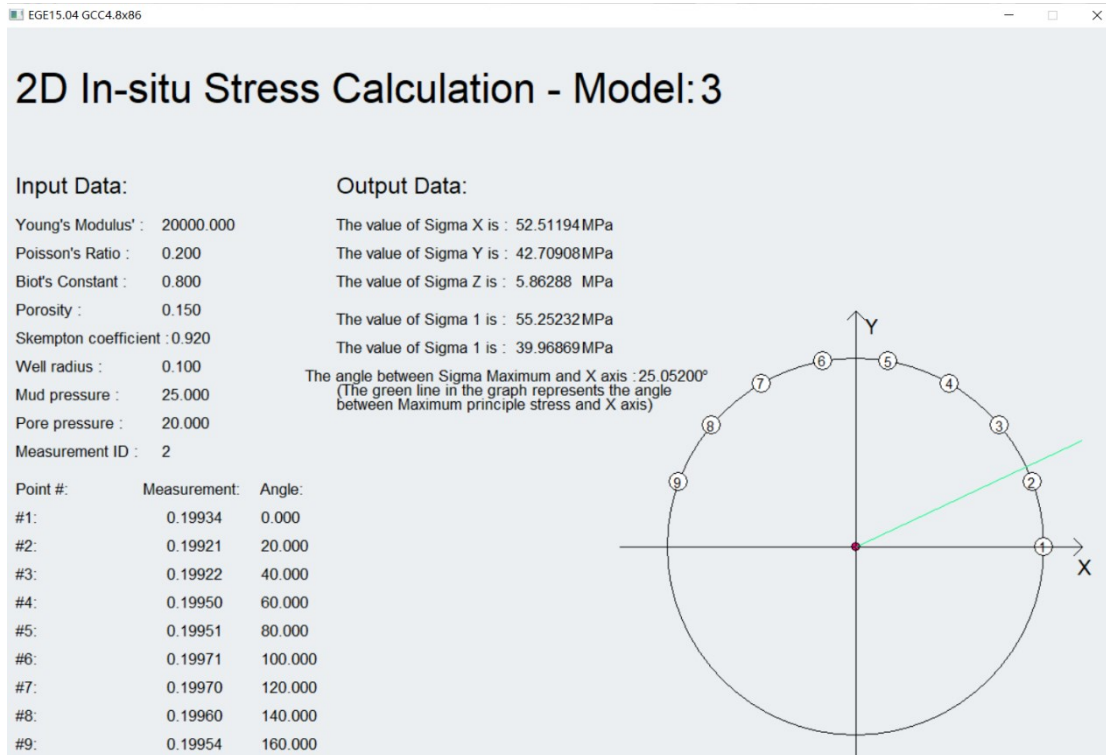 EGE15.04 GCC4.8x86
2D In-situ Stress Calculation - Model: 3
Input Data:
Young's Modulus' : 20000.000
Poisson's Ratio : 0.200
Biot's Constant : 0.800
Porosity : 0.150
Skempton coefficient : 0.920
Well radius : 0.100
Mud pressure : 25.000
Pore pressure : 20.000
Measurement ID : 2
Point #: Measurement: Angle:
#1: 0.19934 0.000
#2: 0.19921 20.000
#3: 0.19922 40.000
#4: 0.19950 60.000
#5: 0.19951 80.000
#6: 0.19971 100.000
#7: 0.19970 120.000
#8: 0.19960 140.000
#9: 0.19954 160.000
Output Data:
The value of Sigma X is : 52.51194 MPa
The value of Sigma Y is : 42.70908 MPa
The value of Sigma Z is : 5.86288 MPa
The value of Sigma 1 is : 55.25232 MPa
The value of Sigma 1 is : 39.96869 MPa
The angle between Sigma Maximum and X axis : 25.05200°
(The green line in the graph represents the angle
between Maximum principle stress and X axis)
Y
6
5
7
4
8
3
9
2
1
X